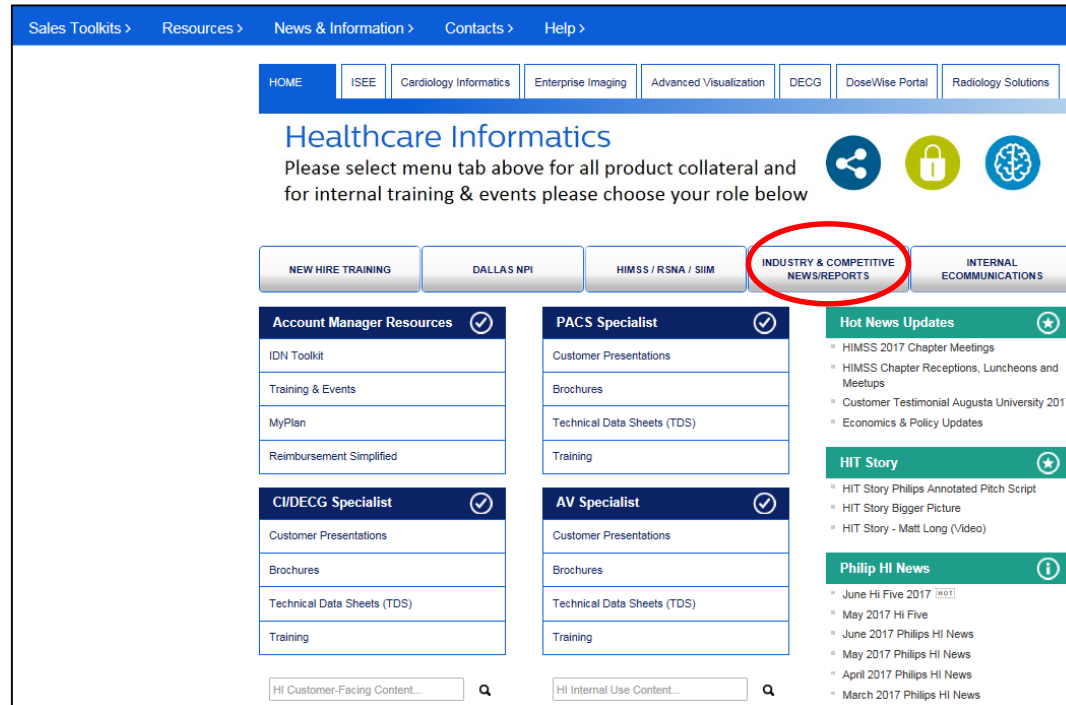 Sales Toolkits >
Resources >
News & Information >
Contacts >
Help >
HOME
ISEE
Cardiology Informatics
Enterprise Imaging
Advanced Visualization
DECG
DoseWise Portal
Radiology Solutions
Healthcare Informatics
Please select menu tab above for all product collateral and
for internal training & events please choose your role below
NEW HIRE TRAINING
DALLAS NPI
HIMSS / RSNA / SIIM
INDUSTRY & COMPETITIVE
NEWS/REPORTS
INTERNAL
ECOMMUNICATIONS
Account Manager Resources
IDN Toolkit
Training & Events
MyPlan
Reimbursement Simplified
PACS Specialist
Customer Presentations
Brochures
Technical Data Sheets (TDS)
Training
Hot News Updates
HIMSS 2017 Chapter Meetings
HIMSS Chapter Receptions, Luncheons and
Meetups
Customer Testimonial Augusta University 201
Economics & Policy Updates
HIT Story
HIT Story Philips Annotated Pitch Script
HIT Story Bigger Picture
HIT Story - Matt Long (Video)
CI/DECG Specialist
Customer Presentations
Brochures
Technical Data Sheets (TDS)
Training
AV Specialist
Customer Presentations
Brochures
Technical Data Sheets (TDS)
Training
Philip HI News
June Hi Five 2017 HOT
May 2017 Hi Five
June 2017 Philips HI News
May 2017 Philips HI News
April 2017 Philips HI News
March 2017 Philips HI News
HI Customer-Facing Content...
HI Internal Use Content...